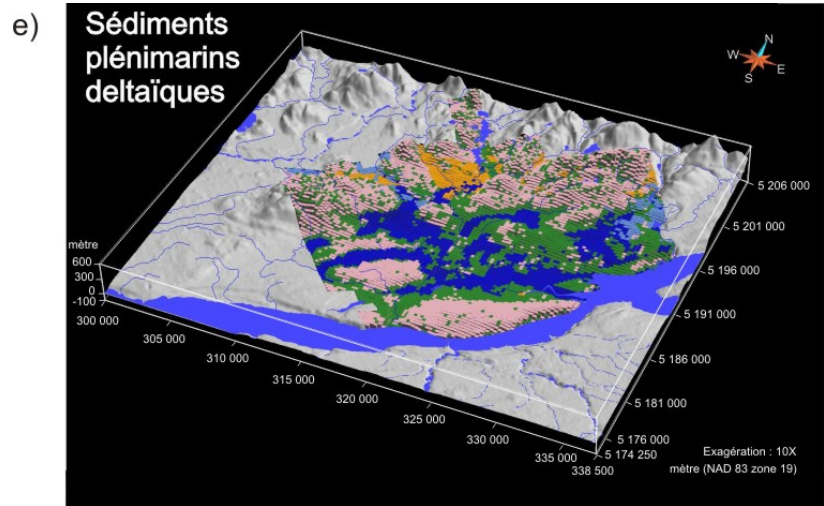 e)
Sédiments
plénimarins
deltaïques
N
W
E
S
mètre
600
300
0
-100
300 000
305 000
310 000
315 000
320 000
325 000
330 000
335 000
338 500
5 206 000
5 201 000
5 196 000
5 191 000
5 186 000
5 181 000
5 176 000
5 174 250
Exagération : 10X
mètre (NAD 83 zone 19)